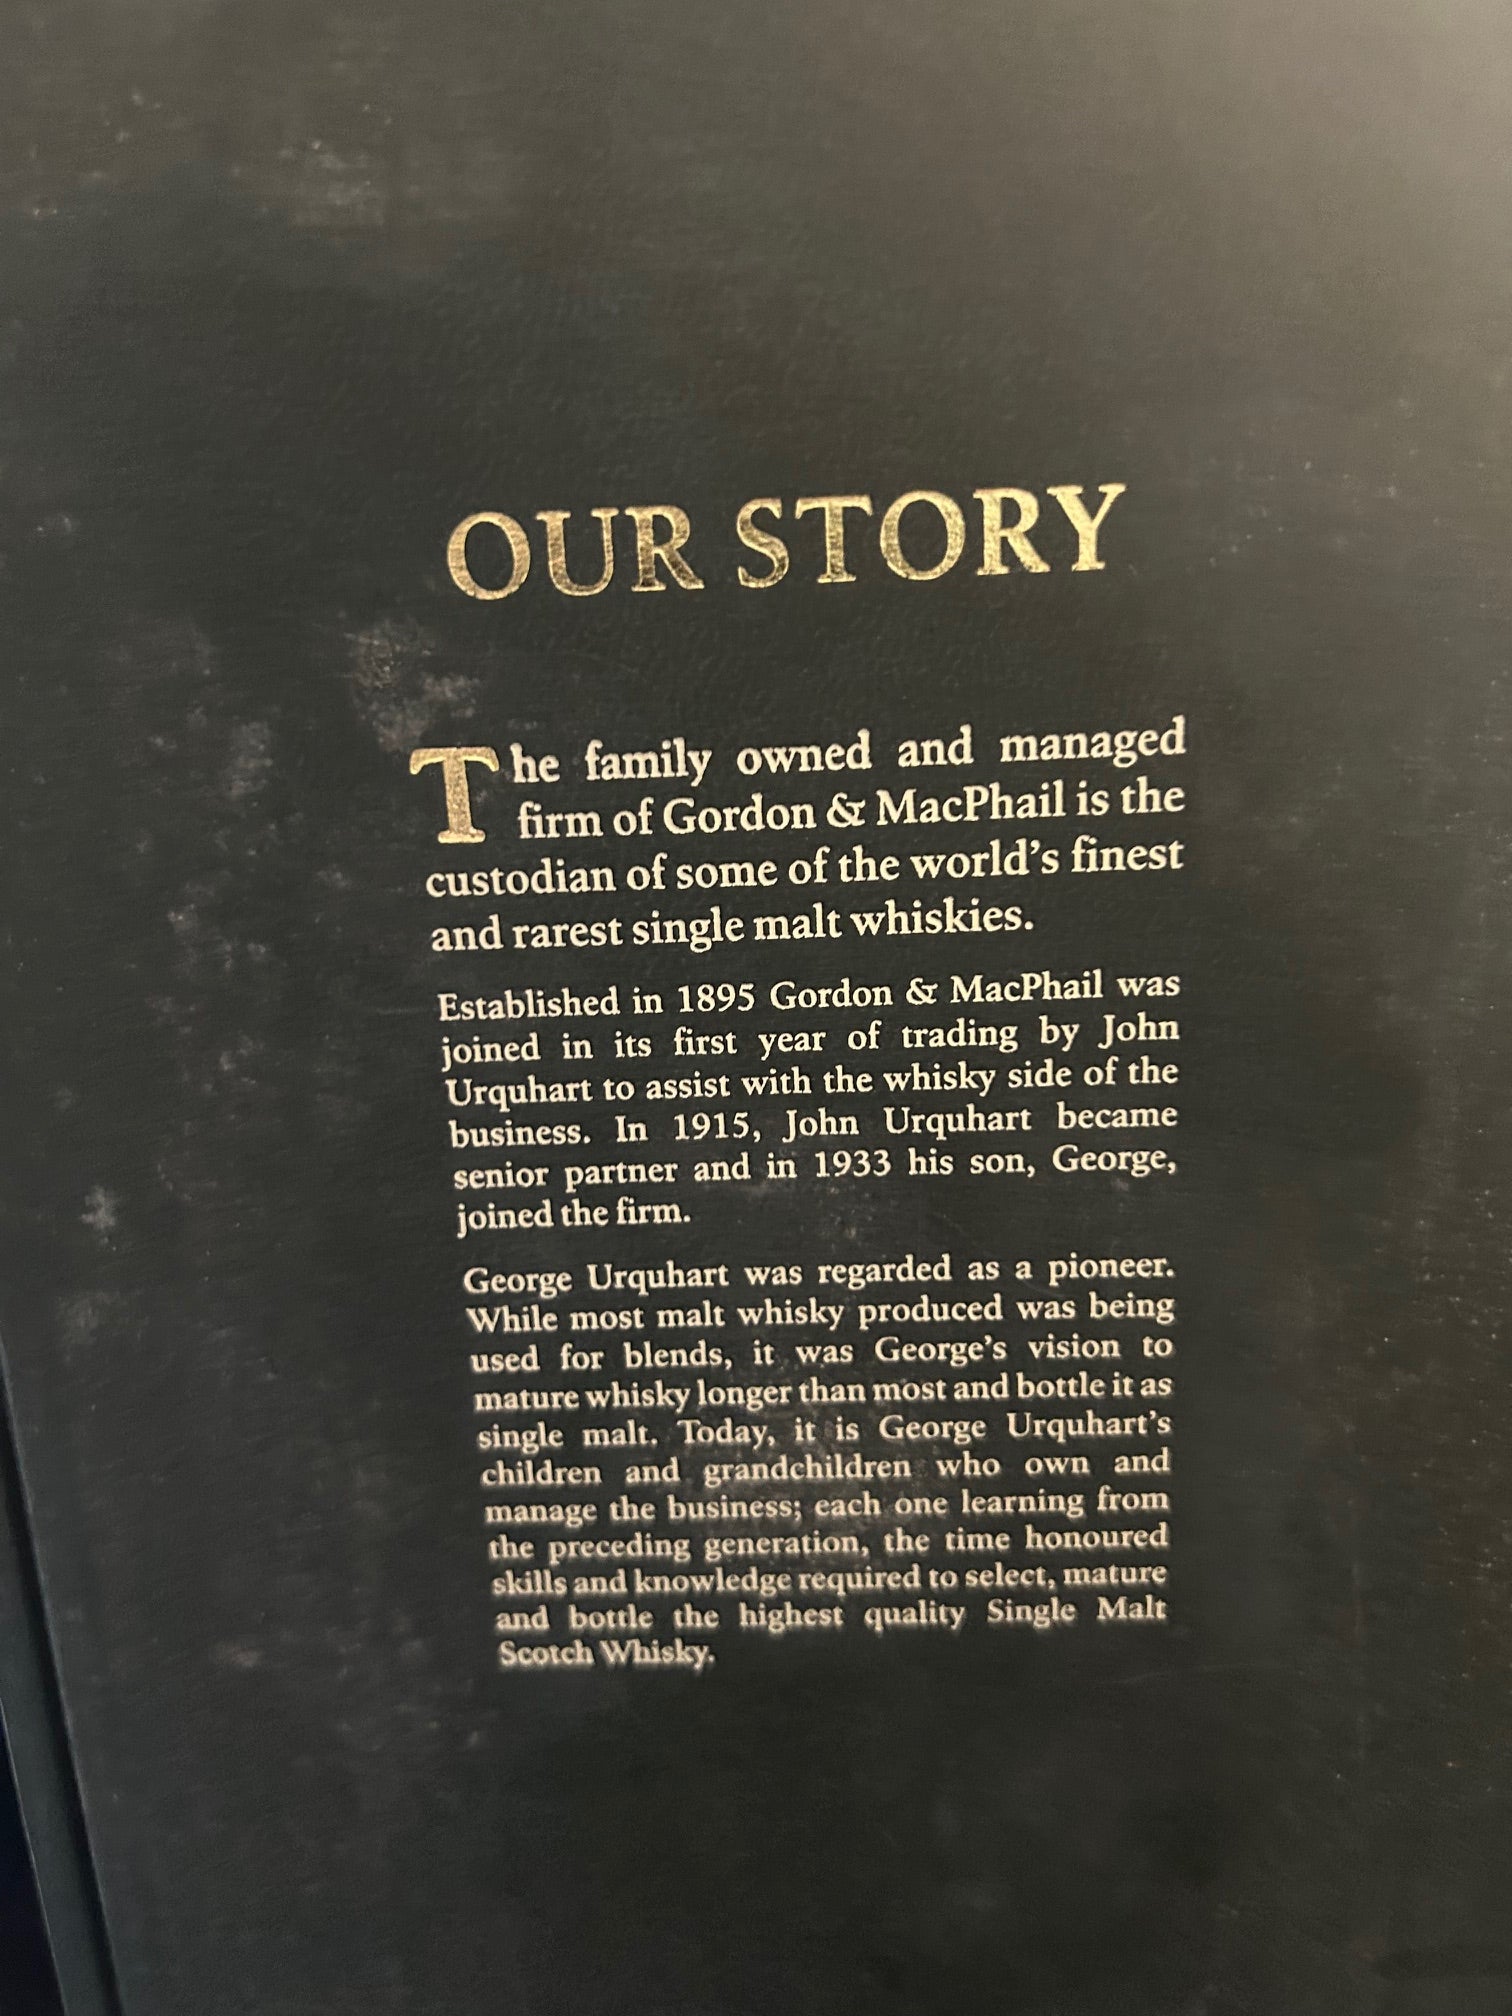 OUR STORY
The family owned and managed
firm of Gordon & MacPhail is the
custodian of some of the world's finest
and rarest single malt whiskies.
Established in 1895 Gordon & MacPhail was
joined in its first year of trading by John
Urquhart to assist with the whisky side of the
business. In 1915, John Urquhart became
senior partner and in 1933 his son, George,
joined the firm.
George Urquhart was regarded as a pioneer.
While most malt whisky produced was being
used for blends, it was George's vision to
mature whisky longer than most and bottle it as
single malt. Today, it is George Urquhart's
children and grandchildren who own and
manage the business; each one learning from
the preceding generation, the time honoured
skills and knowledge required to select, mature
and bottle the highest quality Single Malt
Scotch Whisky.